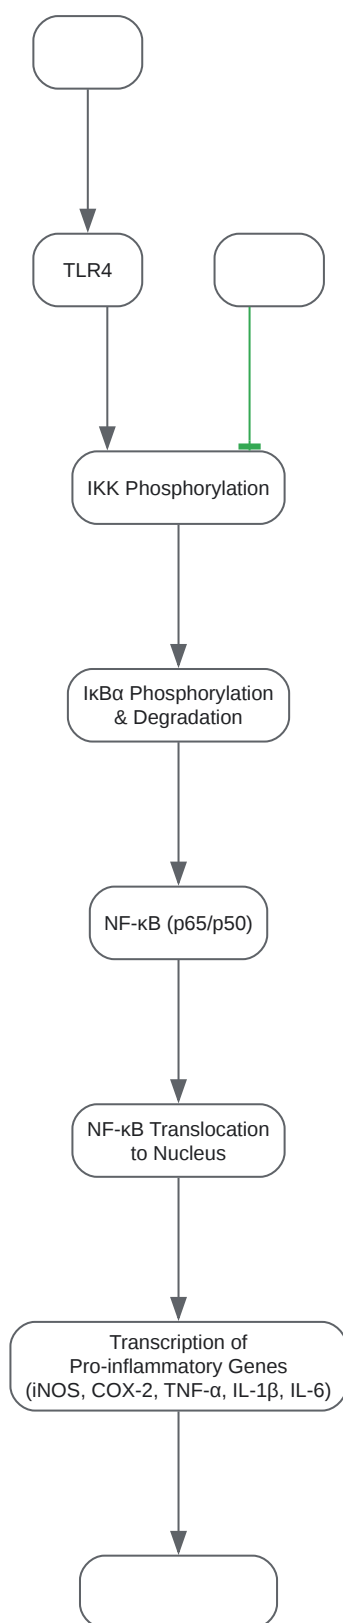 TLR4
IKK Phosphorylation
IκBα Phosphorylation
& Degradation
NF-κB (p65/p50)
NF-κB Translocation
to Nucleus
Transcription of
Pro-inflammatory Genes
(iNOS, COX-2, TNF-α, IL-1β, IL-6)